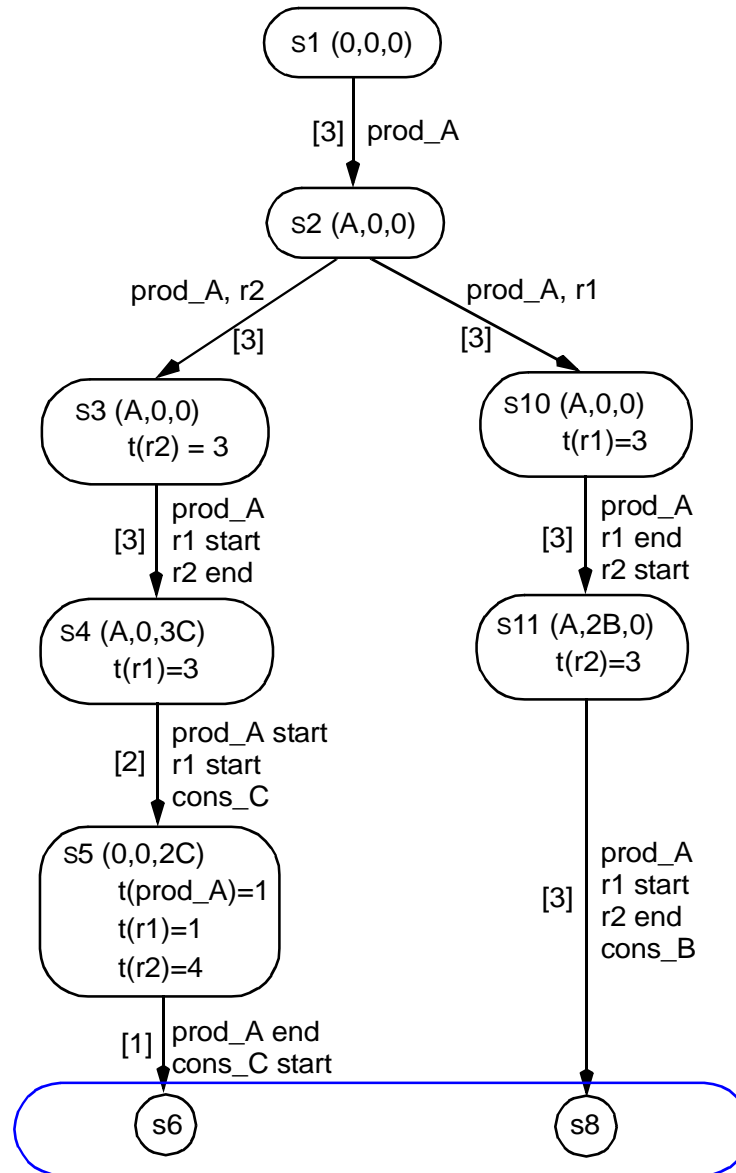 s1 (0,0,0)
[3] prod_A
s2 (A,0,0)
prod_A, r2
[3]
prod_A, r1
[3]
s3 (A,0,0)
t(r2) = 3
s10 (A,0,0)
t(r1)=3
[3]
prod_A
r1 start
r2 end
[3]
prod_A
r1 end
r2 start
s4 (A,0,3C)
t(r1)=3
s11 (A,2B,0)
t(r2)=3
[2]
prod_A start
r1 start
cons_C
s5 (0,0,2C)
t(prod_A)=1
t(r1)=1
t(r2)=4
[3]
prod_A
r1 start
r2 end
cons_B
[1]
prod_A end
cons_C start
s6
s8